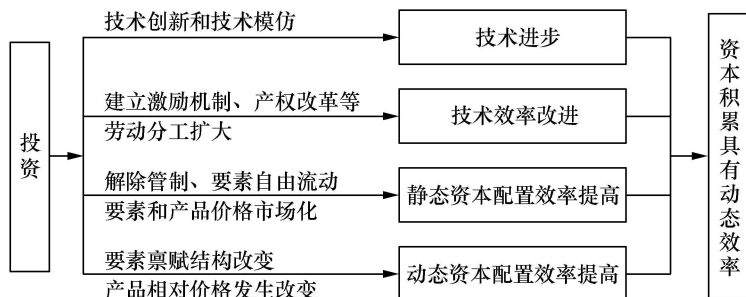 投资
技术创新和技术模仿
技术进步
建立激励机制、产权改革等
劳动分工扩大
技术效率改进
解除管制、要素自由流动
要素和产品价格市场化
静态资本配置效率提高
要素禀赋结构改变
产品相对价格发生改变
动态资本配置效率提高
资本积累具有动态效率